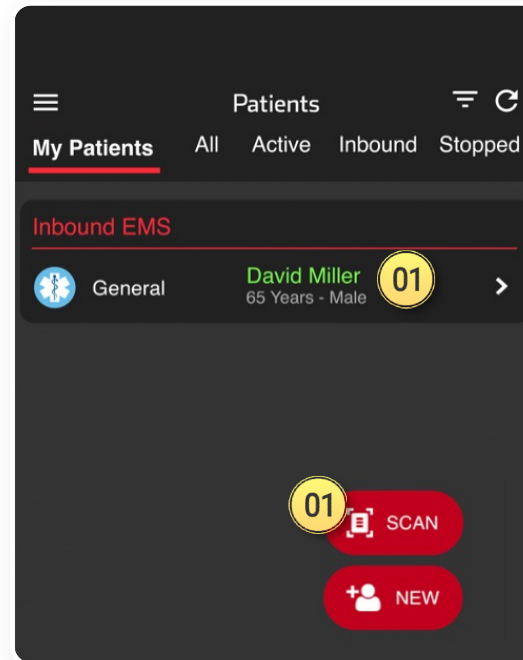 Patients
My Patients All Active Inbound Stopped
Inbound EMS
General
David Miller
65 Years - Male
01
01
SCAN
NEW